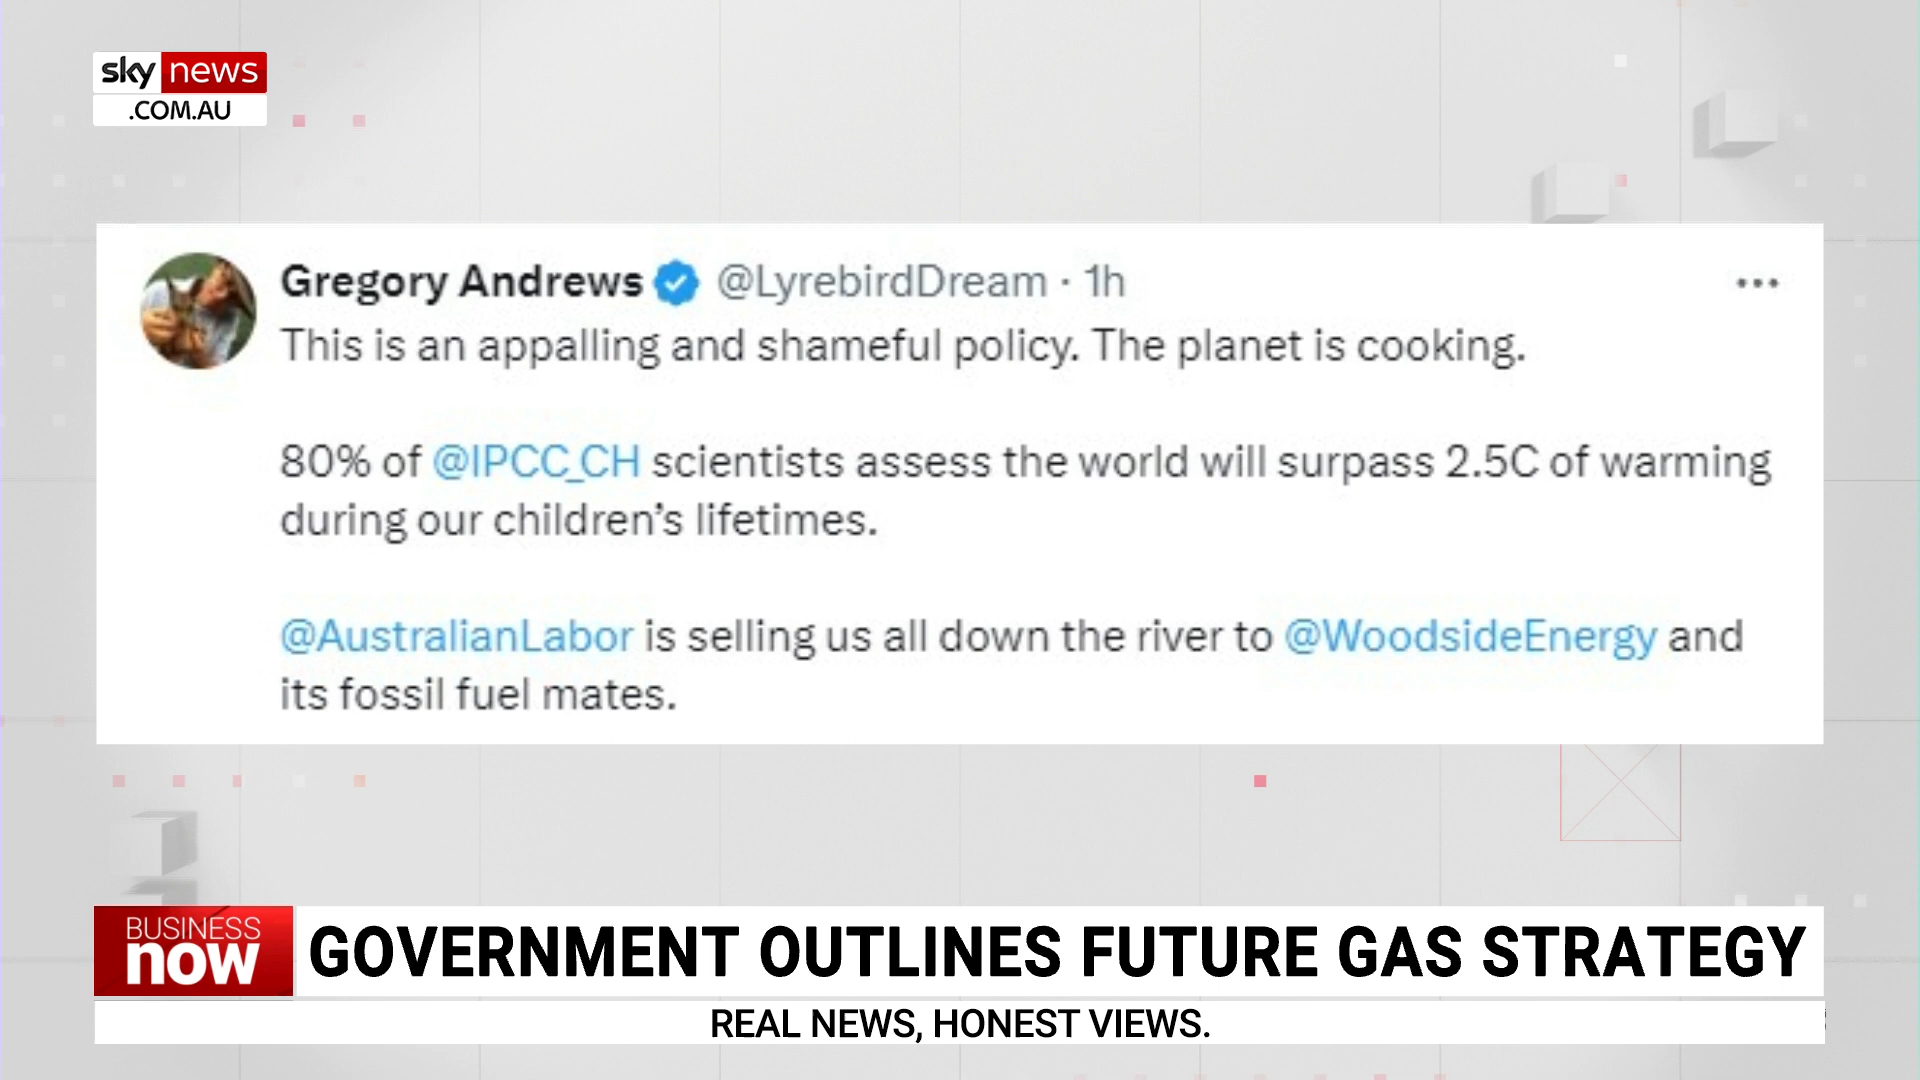 sky news
.COM.AU
Gregory Andrews @LyrebirdDream · 1h
This is an appalling and shameful policy. The planet is cooking.
80% of @IPCC_CH scientists assess the world will surpass 2.5C of warming
during our children’s lifetimes.
@AustralianLabor is selling us all down the river to @WoodsideEnergy and
its fossil fuel mates.
BUSINESS
now
GOVERNMENT OUTLINES FUTURE GAS STRATEGY
REAL NEWS, HONEST VIEWS.